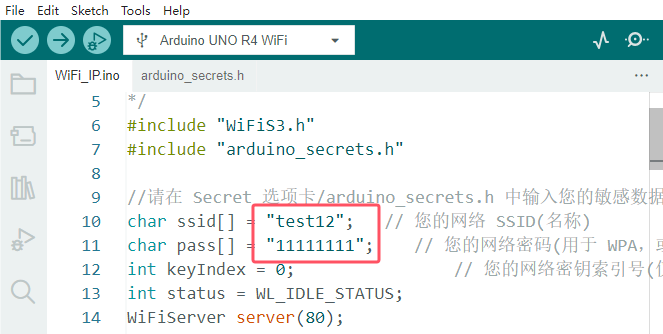 File Edit Sketch Tools Help
Arduino UNO R4 WiFi
WiFi_IP.ino arduino_secrets.h
5 */
6 #include "WiFiS3.h"
7 #include "arduino_secrets.h"
8
9 //请在 Secret 选项卡/arduino_secrets.h 中输入您的敏感数据
10 char ssid[] = "test12"; // 您的网络 SSID(名称)
11 char pass[] = "11111111"; // 您的网络密码(用于 WPA,
12 int keyIndex = 0; // 您的网络密钥索引号(
13 int status = WL_IDLE_STATUS;
14 WiFiServer server(80);